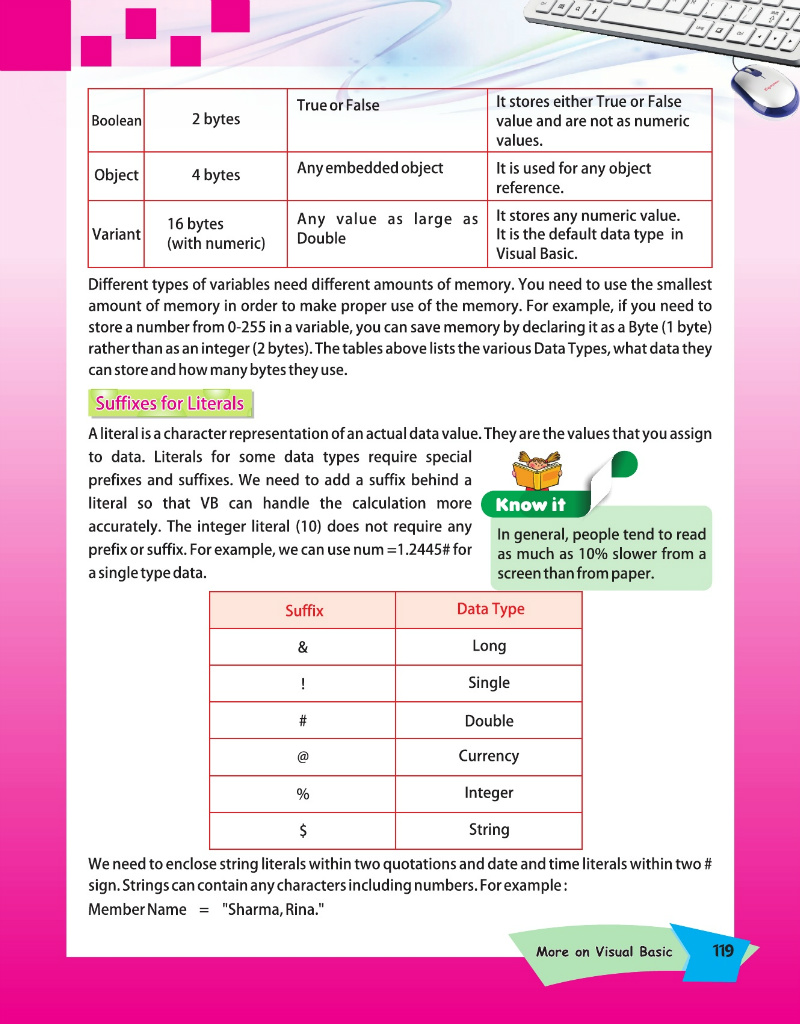 Boolean
2 bytes
True or False
It stores either True or False
value and are not as numeric
values.
Object
4 bytes
Any embedded object
It is used for any object
reference.
Variant
16 bytes
(with numeric)
Any value as large as
Double
It stores any numeric value.
It is the default data type in
Visual Basic.
Different types of variables need different amounts of memory. You need to use the smallest
amount of memory in order to make proper use of the memory. For example, if you need to
store a number from 0-255 in a variable, you can save memory by declaring it as a Byte (1 byte)
rather than as an integer (2 bytes). The tables above lists the various Data Types, what data they
can store and how many bytes they use.
Suffixes for Literals
A literal is a character representation of an actual data value. They are the values that you assign
to data. Literals for some data types require special
prefixes and suffixes. We need to add a suffix behind a
literal so that VB can handle the calculation more
accurately. The integer literal (10) does not require any
prefix or suffix. For example, we can use num =1.2445# for
a single type data.
Know it
In general, people tend to read
as much as 10% slower from a
screen than from paper.
Suffix
Data Type
&
Long
!
Single
#
Double
@
Currency
%
Integer
$
String
We need to enclose string literals within two quotations and date and time literals within two #
sign. Strings can contain any characters including numbers. For example :
Member Name = "Sharma, Rina."
More on Visual Basic
119